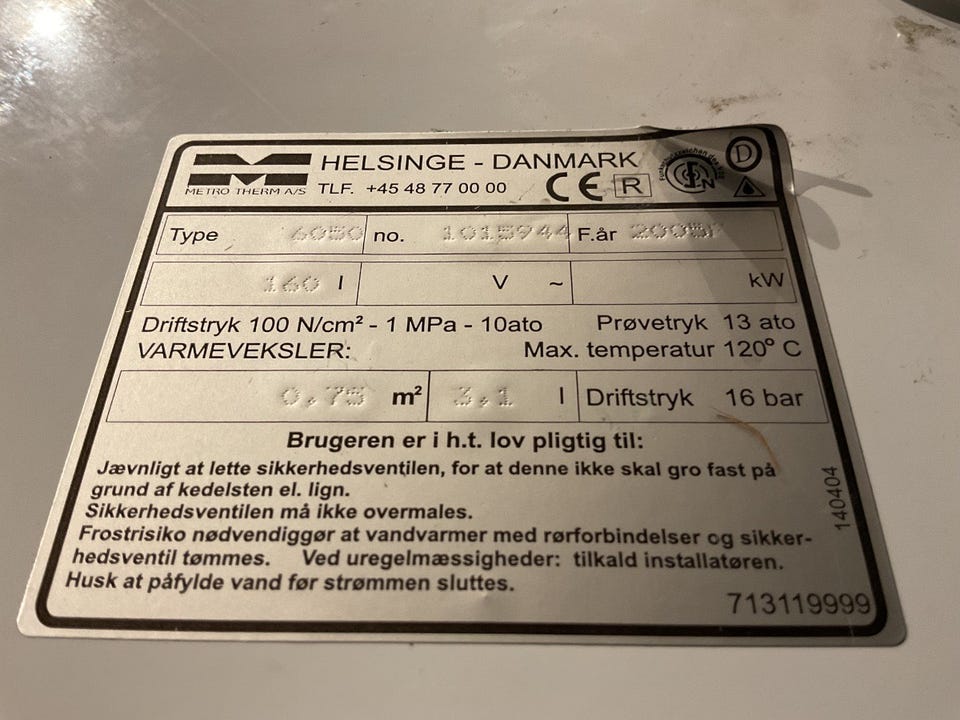 METRO THERM A/S
HELSINGE - DANMARK
TLF. +45 48 77 00 00
CE R D
Type 6050 no. 1015944 F.år 2005
160 l V ~ kW
Driftstryk 100 N/cm² - 1 MPa - 10ato Prøvetryk 13 ato
VARMEVEKSLER: Max. temperatur 120° C
0,75 m² 3,1 l Driftstryk 16 bar
Brugeren er i h.t. lov pligtig til:
Jævnligt at lette sikkerhedsventilen, for at denne ikke skal gro fast på
grund af kedelsten el. lign.
Sikkerhedsventilen må ikke overmales.
Frostrisiko nødvendiggør at vandvarmer med rørforbindelser og sikker-
hedsventil tømmes. Ved uregelmæssigheder: tilkald installatøren.
Husk at påfylde vand før strømmen sluttes.
140404
713119999